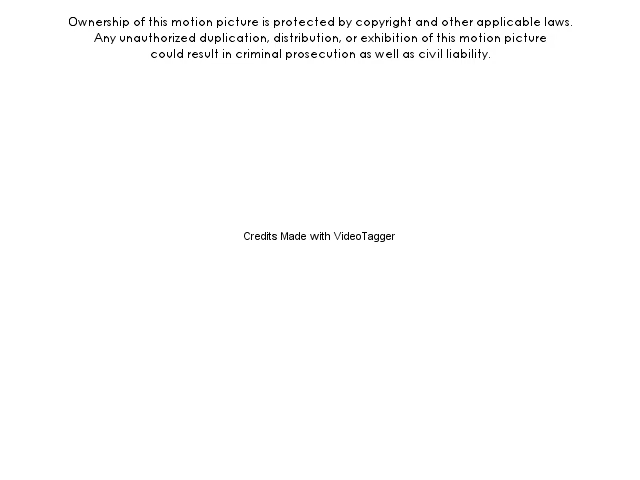 Ownership of this motion picture is protected by copyright and other applicable laws.
Any unauthorized duplication, distribution, or exhibition of this motion picture
could result in criminal prosecution as well as civil liability.
Credits Made with VideoTagger